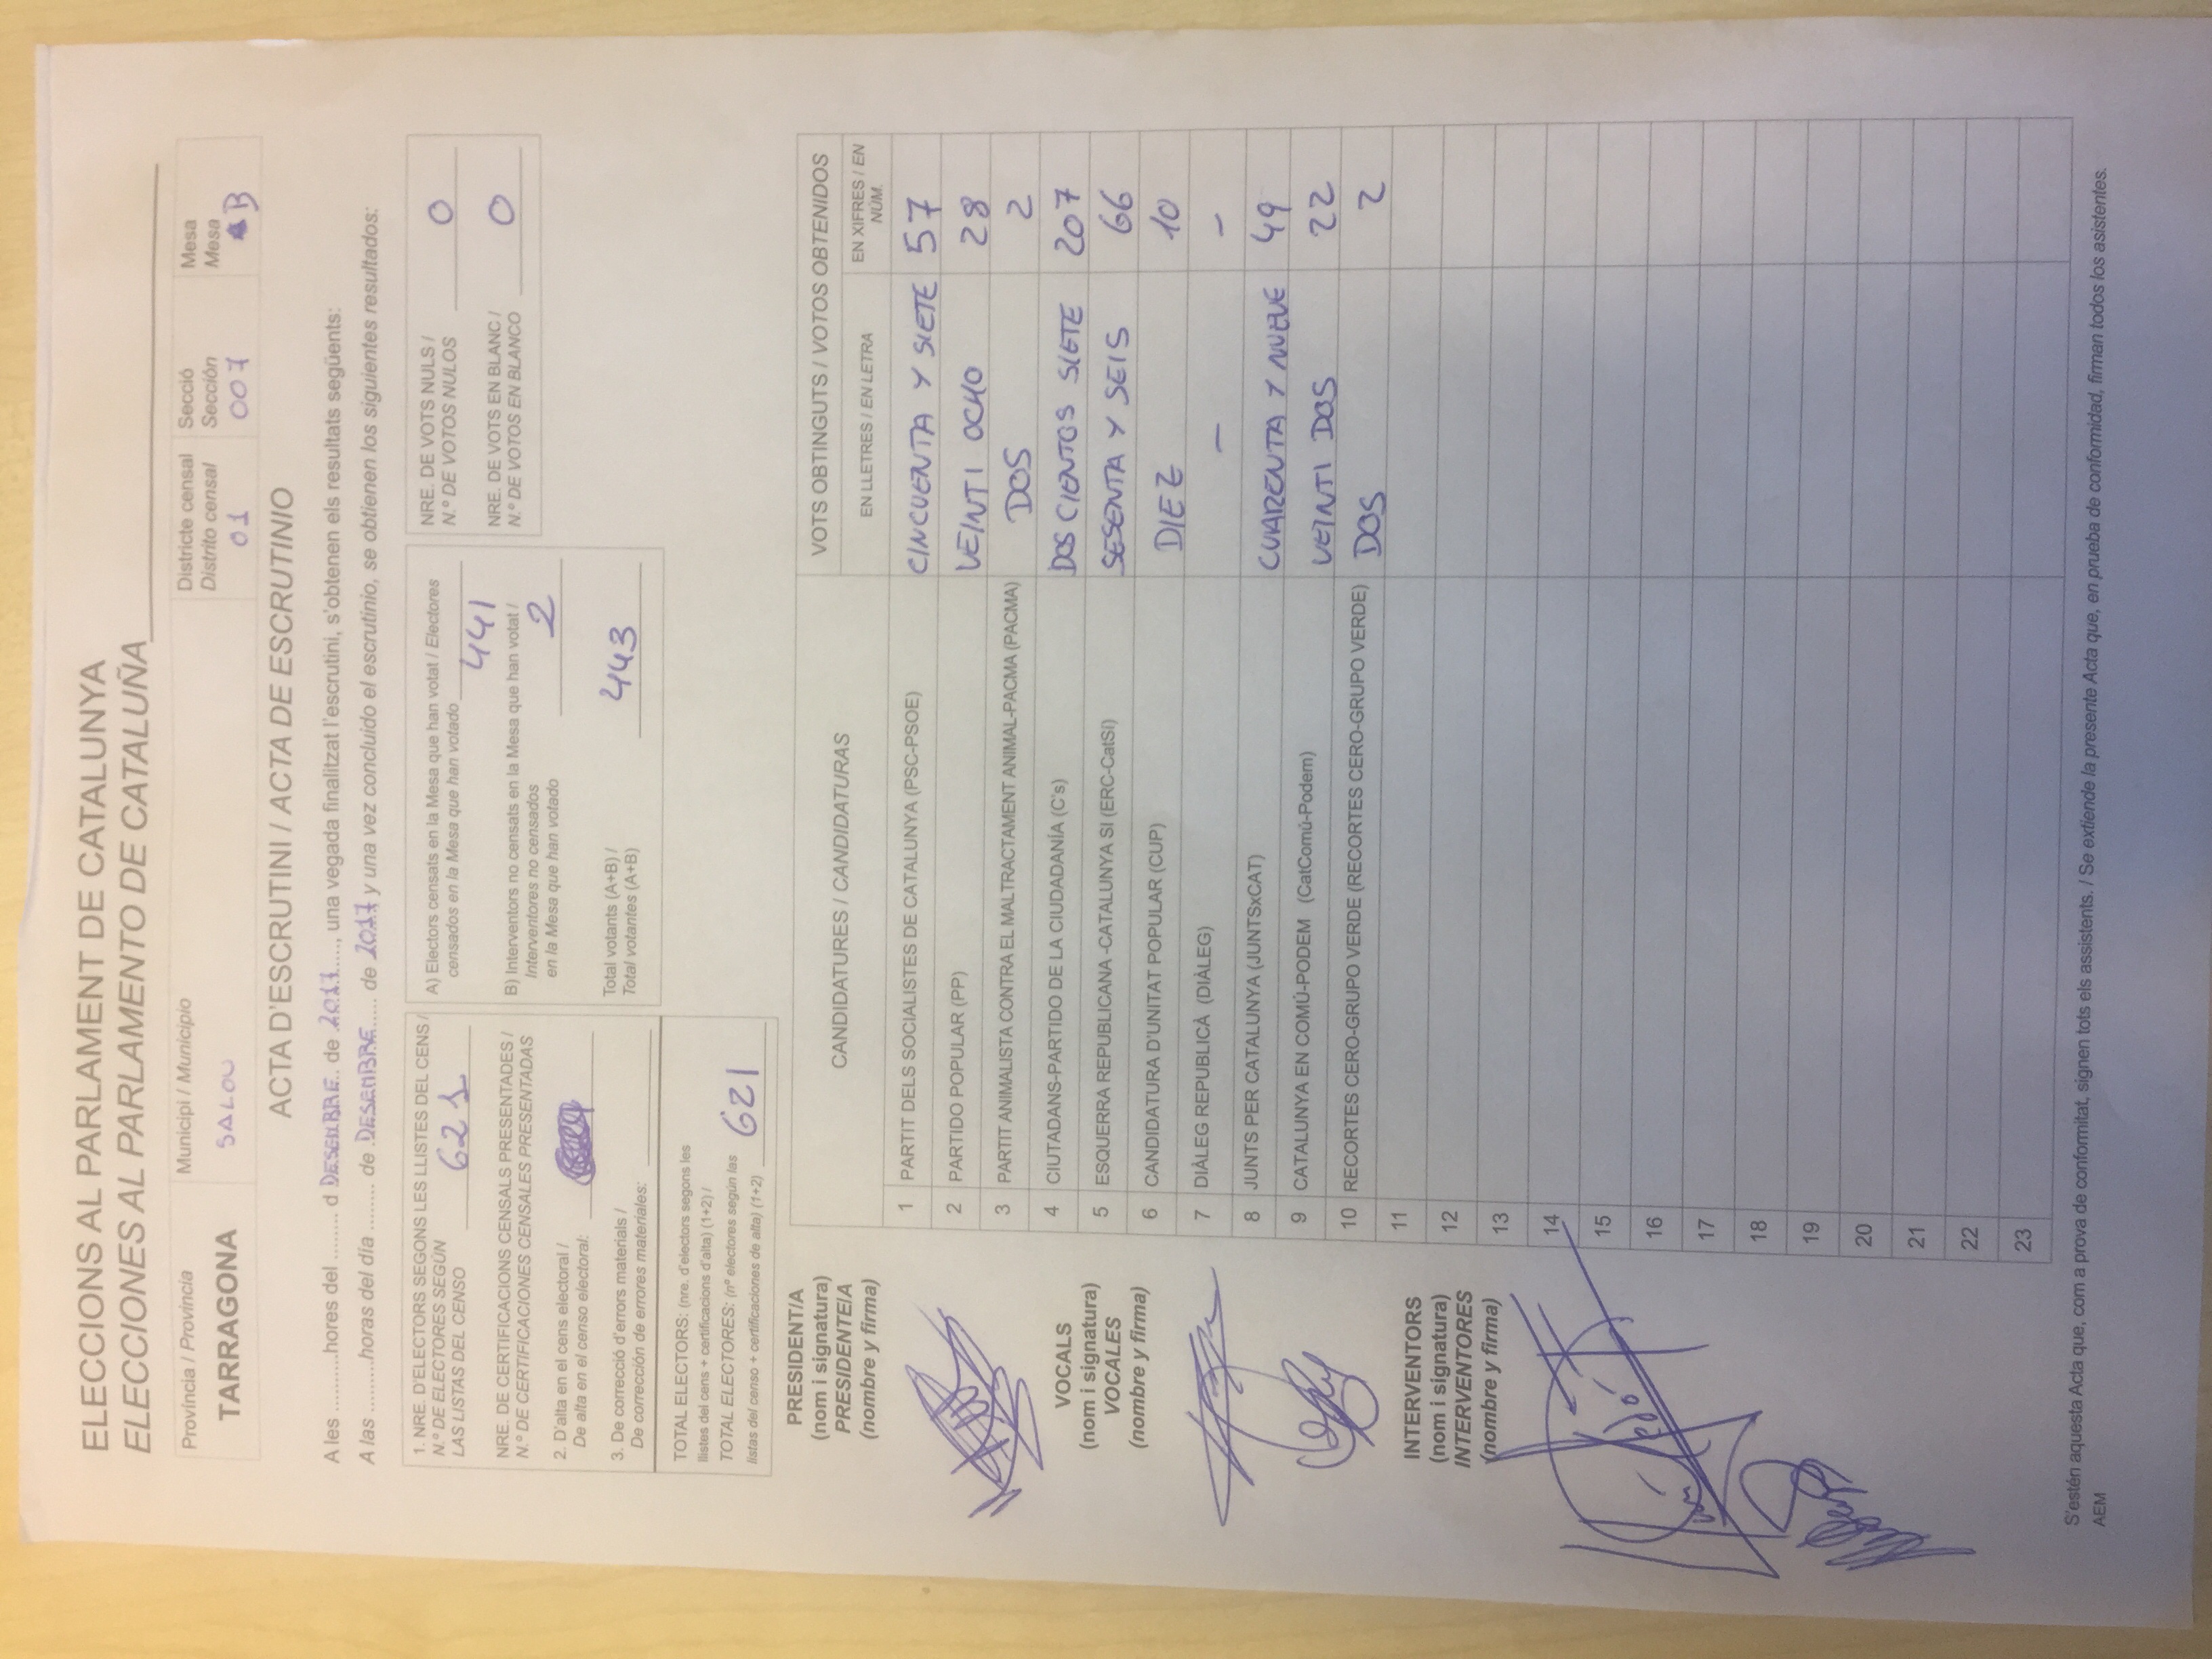 ELECCIONS AL PARLAMENT DE CATALUNYA
ELECCIONES AL PARLAMENTO DE CATALUÑA
Província / Provincia
TARRAGONA
Municipi / Municipio
SALOU
Districte censal
Distrito censal
01
Secció
Sección
007
Mesa
Mesa
B
ACTA D'ESCRUTINI / ACTA DE ESCRUTINIO
A les ..........hores del ........ d DESEMBRE de 2017....., una vegada finalitzat l'escrutini, s'obtenen els resultats següents:
A las .........horas del día ........ de DESEMBRE..... de 2017 y una vez concluido el escrutinio, se obtienen los siguientes resultados:
1. NRE. D'ELECTORS SEGONS LES LLISTES DEL CENS /
N.º DE ELECTORES SEGÚN
LAS LISTAS DEL CENSO 621
NRE. DE CERTIFICACIONS CENSALS PRESENTADES /
N.º DE CERTIFICACIONES CENSALES PRESENTADAS
2. D'alta en el cens electoral /
De alta en el censo electoral:
3. De correcció d'errors materials /
De corrección de errores materiales:
TOTAL ELECTORS: (nre. d'electors segons les
llistes del cens + certificacions d'alta) (1+2) /
TOTAL ELECTORES: (nº electores según las
listas del censo + certificaciones de alta) (1+2) 621
A) Electors censats en la Mesa que han votat / Electores
censados en la Mesa que han votado
441
B) Interventors no censats en la Mesa que han votat /
Interventores no censados
en la Mesa que han votado 2
Total votants (A+B) /
Total votantes (A+B) 443
NRE. DE VOTS NULS /
N.º DE VOTOS NULOS 0
NRE. DE VOTS EN BLANC /
N.º DE VOTOS EN BLANCO 0
PRESIDENT/A
(nom i signatura)
PRESIDENTE/A
(nombre y firma)
VOCALS
(nom i signatura)
VOCALES
(nombre y firma)
INTERVENTORS
(nom i signatura)
INTERVENTORES
(nombre y firma)
CANDIDATURES / CANDIDATURAS
VOTS OBTINGUTS / VOTOS OBTENIDOS
EN LLETRES / EN LETRA
EN XIFRES / EN
NÚM.
1 PARTIT DELS SOCIALISTES DE CATALUNYA (PSC-PSOE) CINCUENTA Y SIETE 57
2 PARTIDO POPULAR (PP) VEINTI OCHO 28
3 PARTIT ANIMALISTA CONTRA EL MALTRACTAMENT ANIMAL-PACMA (PACMA) DOS 2
4 CIUTADANS-PARTIDO DE LA CIUDADANÍA (C's) DOS CIENTOS SIETE 207
5 ESQUERRA REPUBLICANA -CATALUNYA SI (ERC-CatSí) SESENTA Y SEIS 66
6 CANDIDATURA D'UNITAT POPULAR (CUP) DIEZ 10
7 DIÀLEG REPUBLICÀ (DIÀLEG) – –
8 JUNTS PER CATALUNYA (JUNTSxCAT) CUARENTA Y NUEVE 49
9 CATALUNYA EN COMÚ-PODEM (CatComú-Podem) VEINTI DOS 22
10 RECORTES CERO-GRUPO VERDE (RECORTES CERO-GRUPO VERDE) DOS 2
11
12
13
14
15
16
17
18
19
20
21
22
23
S'estén aquesta Acta que, com a prova de conformitat, signen tots els assistents. / Se extiende la presente Acta que, en prueba de conformidad, firman todos los asistentes.
AEM